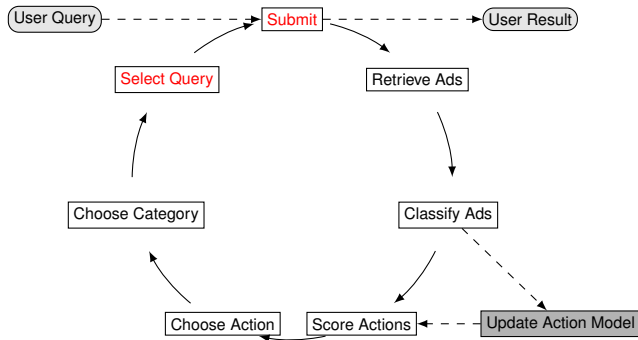 User Query
Submit
User Result
Select Query
Retrieve Ads
Choose Category
Classify Ads
Choose Action
Score Actions
Update Action Model